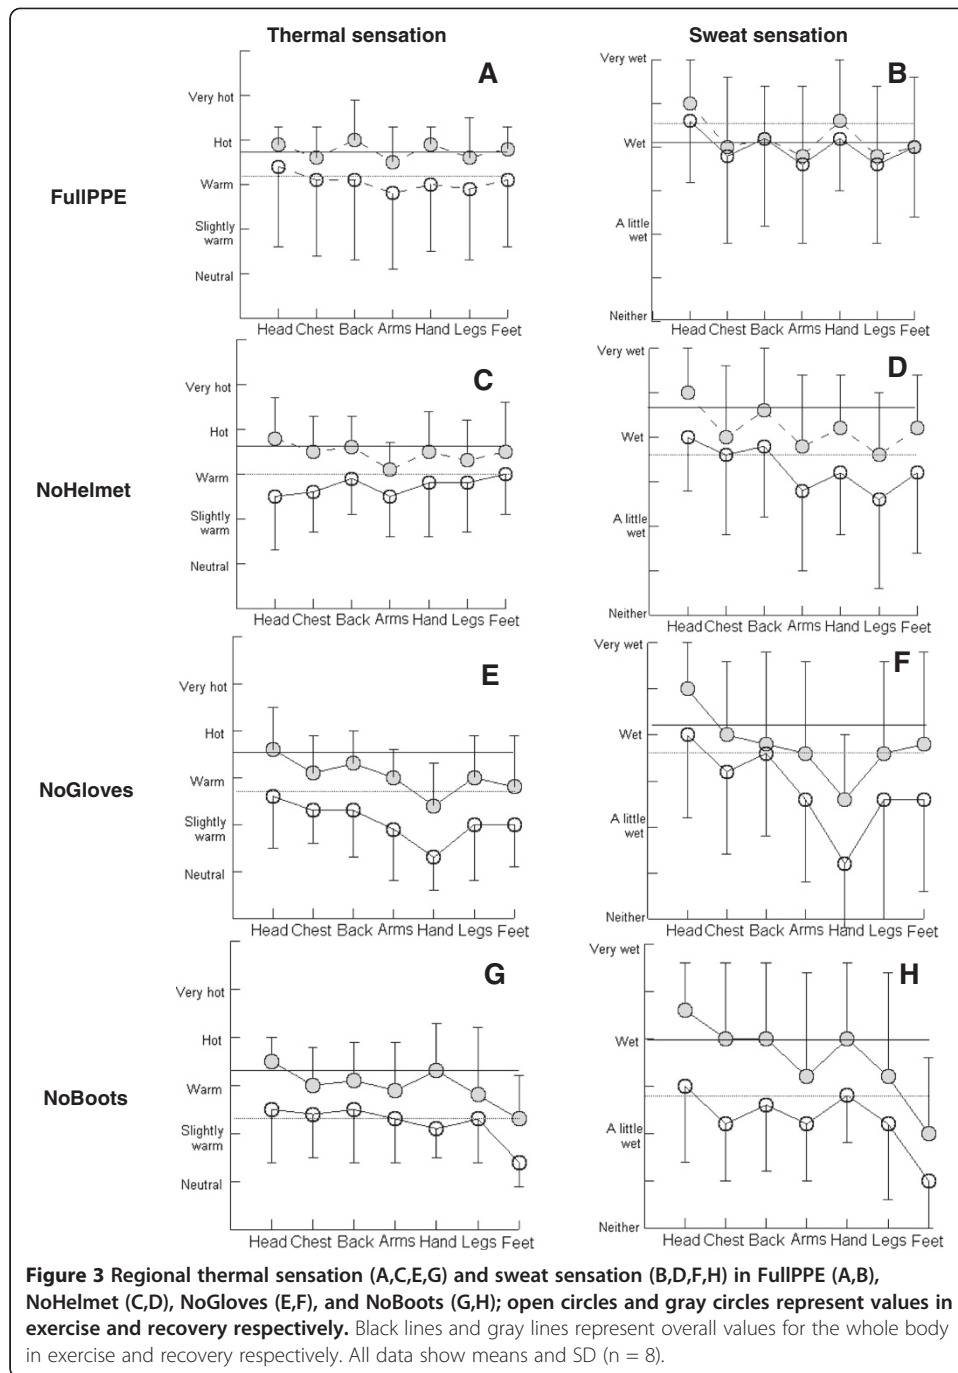 Thermal sensation Sweat sensation
FullPPE
A
Very hot
Hot
Warm
Slightly
warm
Neutral
Head Chest Back Arms Hand Legs Feet
B
Very wet
Wet
A little
wet
Neither
Head Chest Back Arms Hand Legs Feet
NoHelmet
C
Very hot
Hot
Warm
Slightly
warm
Neutral
Head Chest Back Arms Hand Legs Feet
D
Very wet
Wet
A little
wet
Neither
Head Chest Back Arms Hand Legs Feet
NoGloves
E
Very hot
Hot
Warm
Slightly
warm
Neutral
Head Chest Back Arms Hand Legs Feet
F
Very wet
Wet
A little
wet
Neither
Head Chest Back Arms Hand Legs Feet
NoBoots
G
Very hot
Hot
Warm
Slightly
warm
Neutral
Head Chest Back Arms Hand Legs Feet
H
Very wet
Wet
A little
wet
Neither
Head Chest Back Arms Hand Legs Feet
Figure 3 Regional thermal sensation (A,C,E,G) and sweat sensation (B,D,F,H) in FullPPE (A,B),
NoHelmet (C,D), NoGloves (E,F), and NoBoots (G,H); open circles and gray circles represent values in
exercise and recovery respectively. Black lines and gray lines represent overall values for the whole body
in exercise and recovery respectively. All data show means and SD (n = 8).